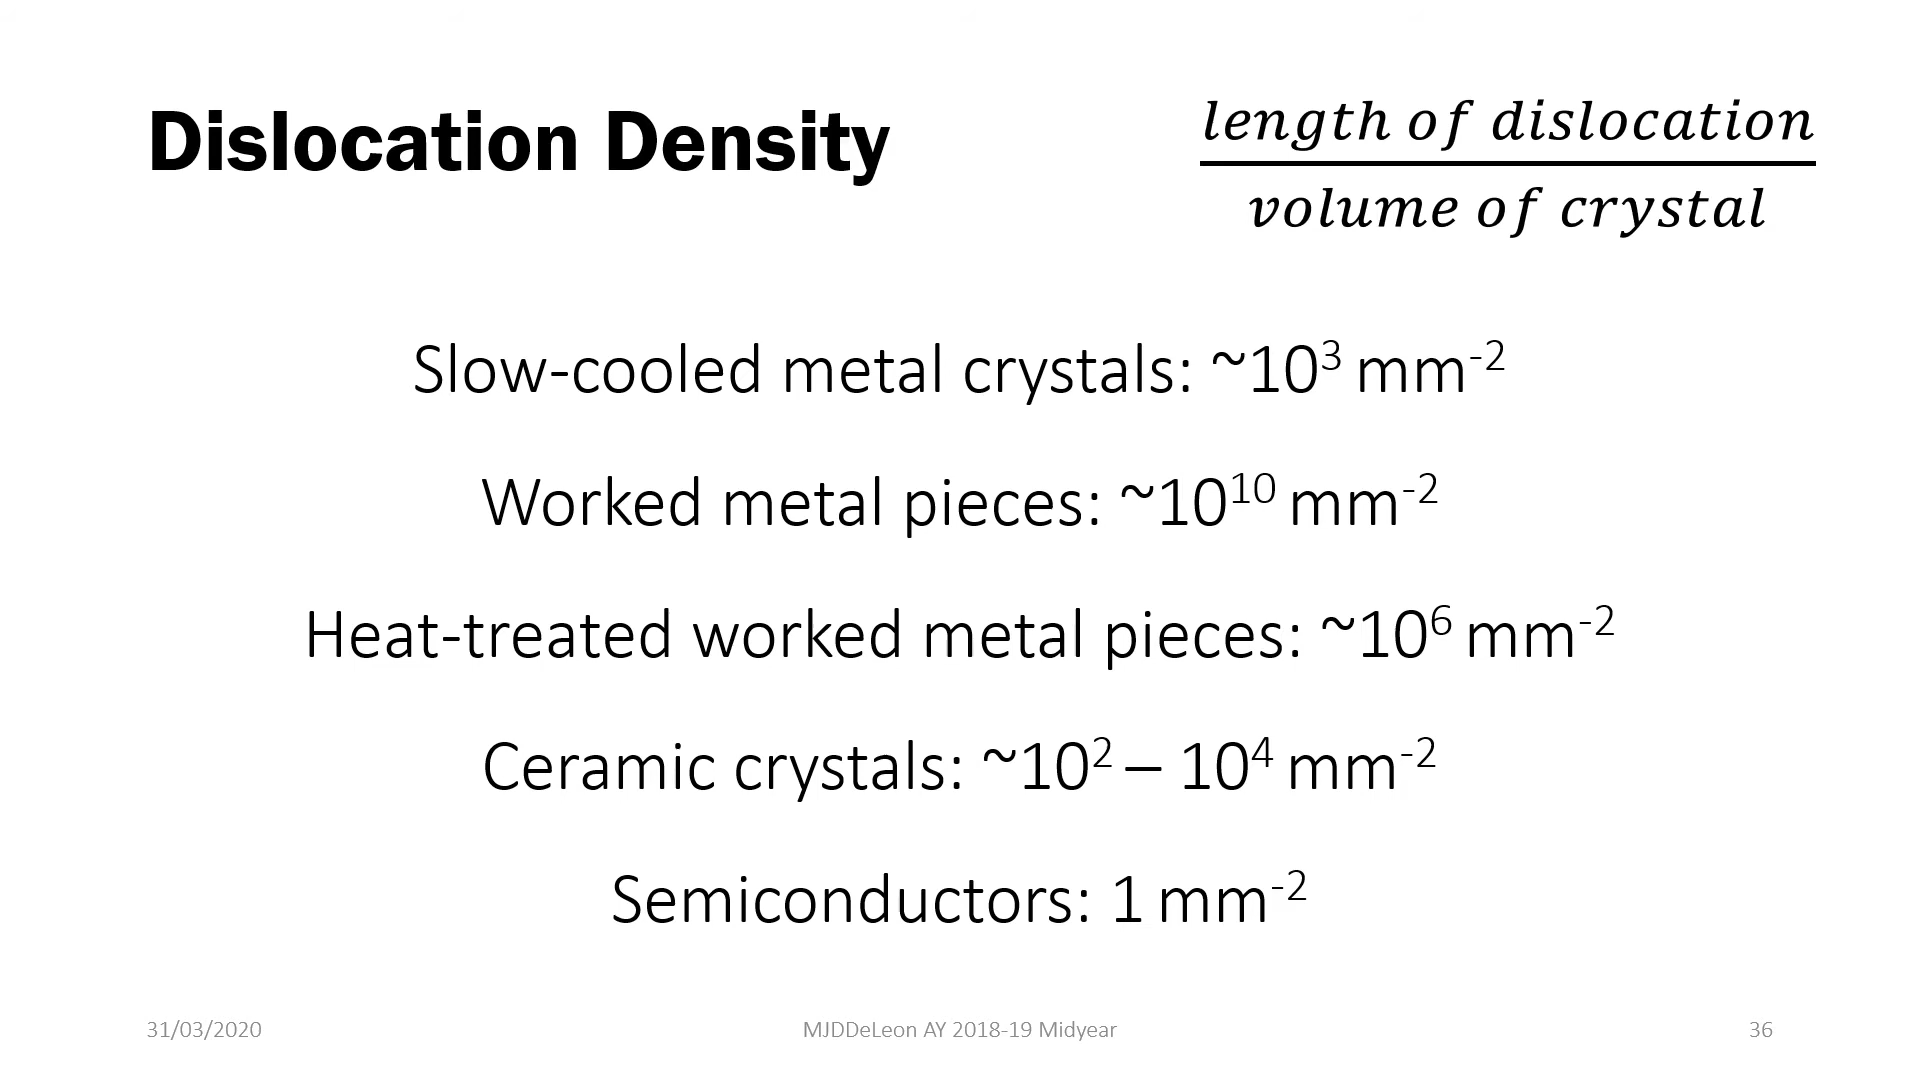 Dislocation Density
length of dislocation
volume of crystal
Slow-cooled metal crystals: ~10³ mm⁻²
Worked metal pieces: ~10¹⁰ mm⁻²
Heat-treated worked metal pieces: ~10⁶ mm⁻²
Ceramic crystals: ~10² – 10⁴ mm⁻²
Semiconductors: 1 mm⁻²
31/03/2020
MJDDeLeon AY 2018-19 Midyear
36